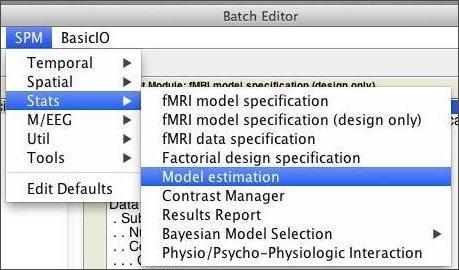 Batch Editor
SPM BasicIO
Temporal
Spatial
Stats
M/EEG
Util
Tools
Edit Defaults
t Module: fMRI model specification (design only)
fMRI model specification
fMRI model specification (design only)
fMRI data specification
Factorial design specification
Model estimation
Contrast Manager
Results Report
Bayesian Model Selection
Physio/Psycho-Physiologic Interaction
Data
. Sub
. . Nu
. . Co
. . . C